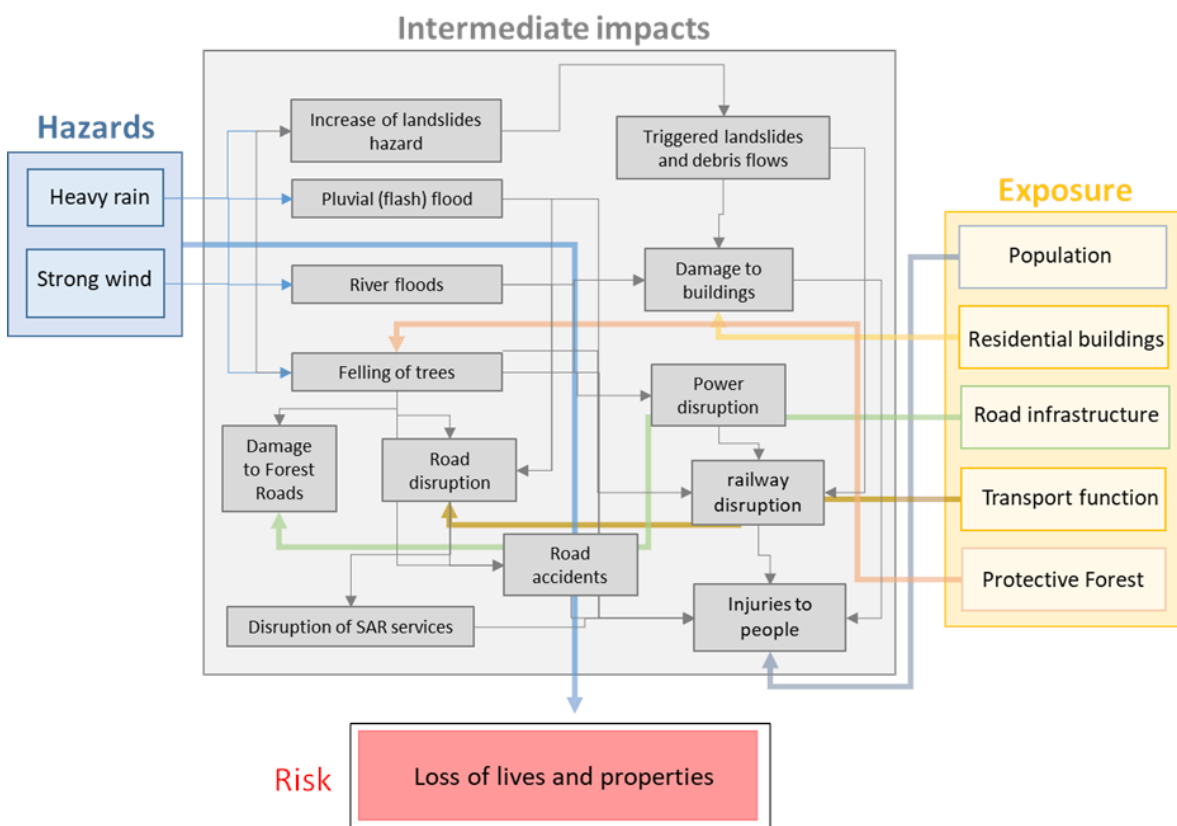 Intermediate impacts
Hazards
Heavy rain
Strong wind
Increase of landslides
hazard
Pluvial (flash) flood
River floods
Felling of trees
Damage
to Forest
Roads
Road
disruption
Disruption of SAR services
Road
accidents
Triggered landslides
and debris flows
Damage to
buildings
Power
disruption
railway
disruption
Injuries to
people
Exposure
Population
Residential buildings
Road infrastructure
Transport function
Protective Forest
Risk
Loss of lives and properties